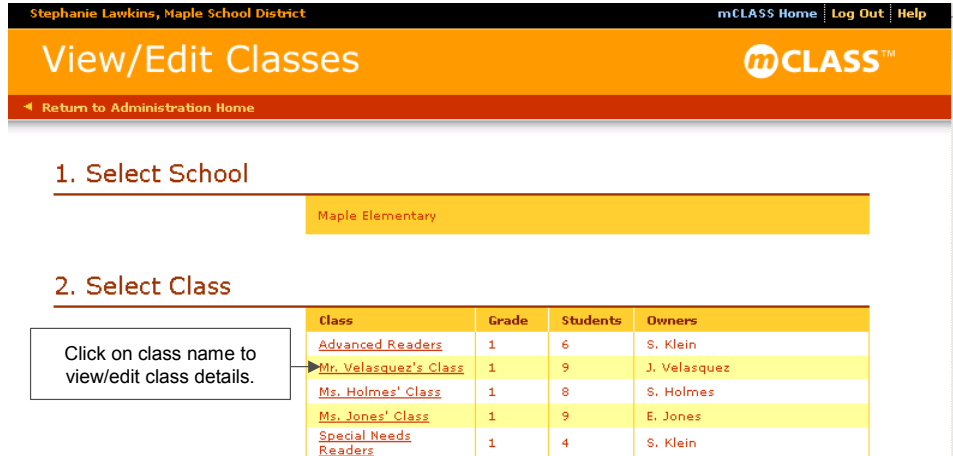 Stephanie Lawkins, Maple School District
mCLASS Home Log Out Help
View/Edit Classes
mCLASS™
◄ Return to Administration Home
1. Select School
Maple Elementary
2. Select Class
Class Grade Students Owners
Advanced Readers 1 6 S. Klein
Click on class name to
view/edit class details.
Mr. Velasquez's Class 1 9 J. Velasquez
Ms. Holmes' Class 1 8 S. Holmes
Ms. Jones' Class 1 9 E. Jones
Special Needs
Readers 1 4 S. Klein